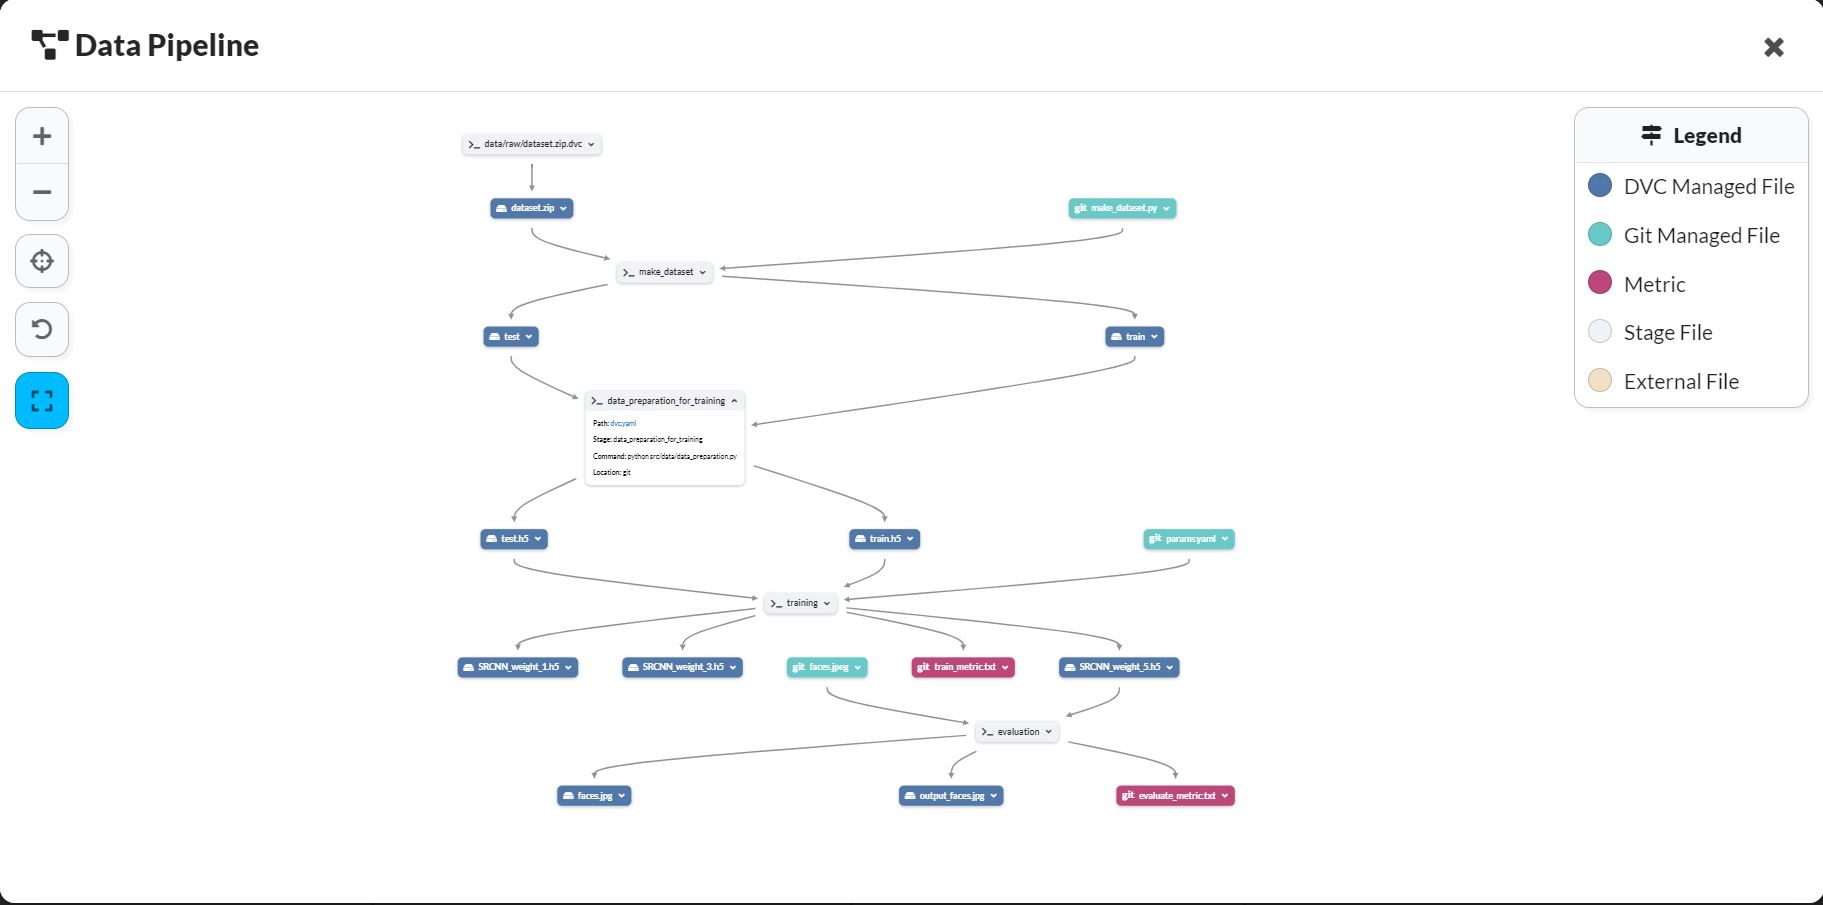 Data Pipeline
Legend
DVC Managed File
Git Managed File
Metric
Stage File
External File
data/raw/dataset.zip.dvc
dataset.zip
git make_dataset.py
make_dataset
test
train
data_preparation_for_training
Path: dvc.yaml
Stage: data_preparation_for_training
Command: python src/data/data_preparation.py
Location: git
test.h5
train.h5
git params.yaml
training
SRCNN_weight_1.h5
SRCNN_weight_3.h5
git faces.jpeg
git train_metric.txt
SRCNN_weight_5.h5
evaluation
faces.jpg
output_faces.jpg
git evaluate_metric.txt